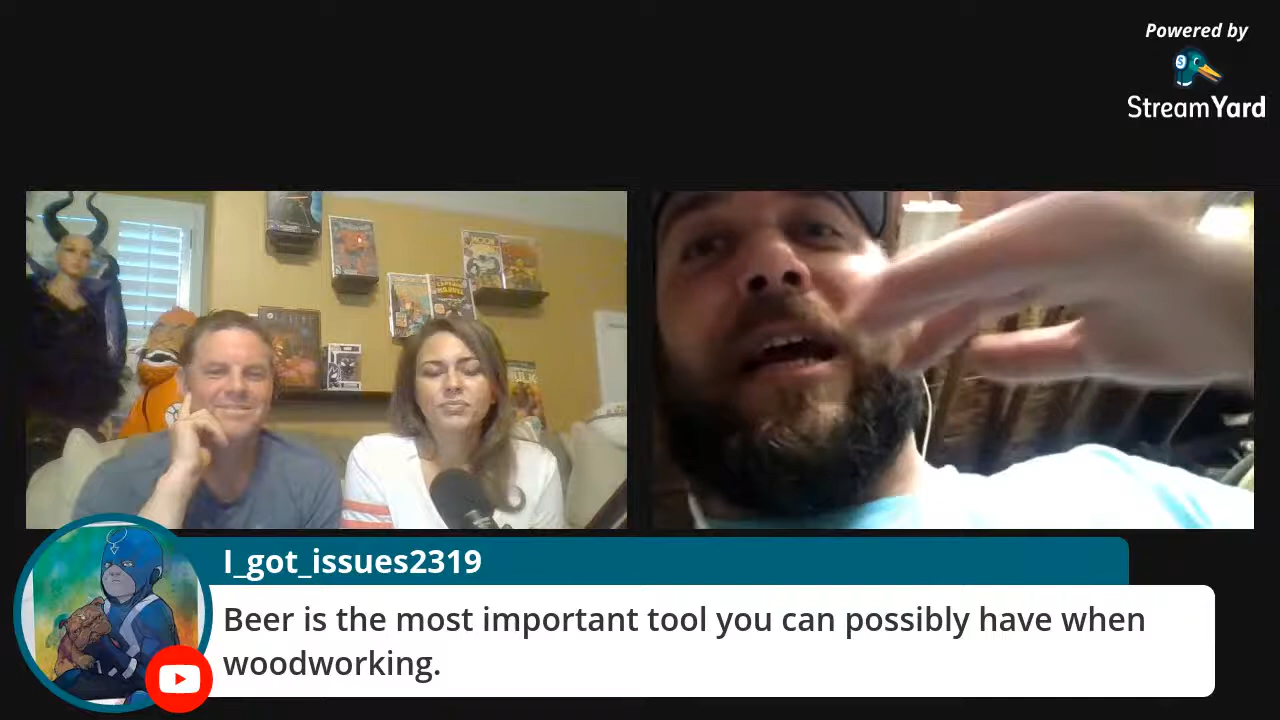 Powered by
StreamYard
I_got_issues2319
Beer is the most important tool you can possibly have when
woodworking.